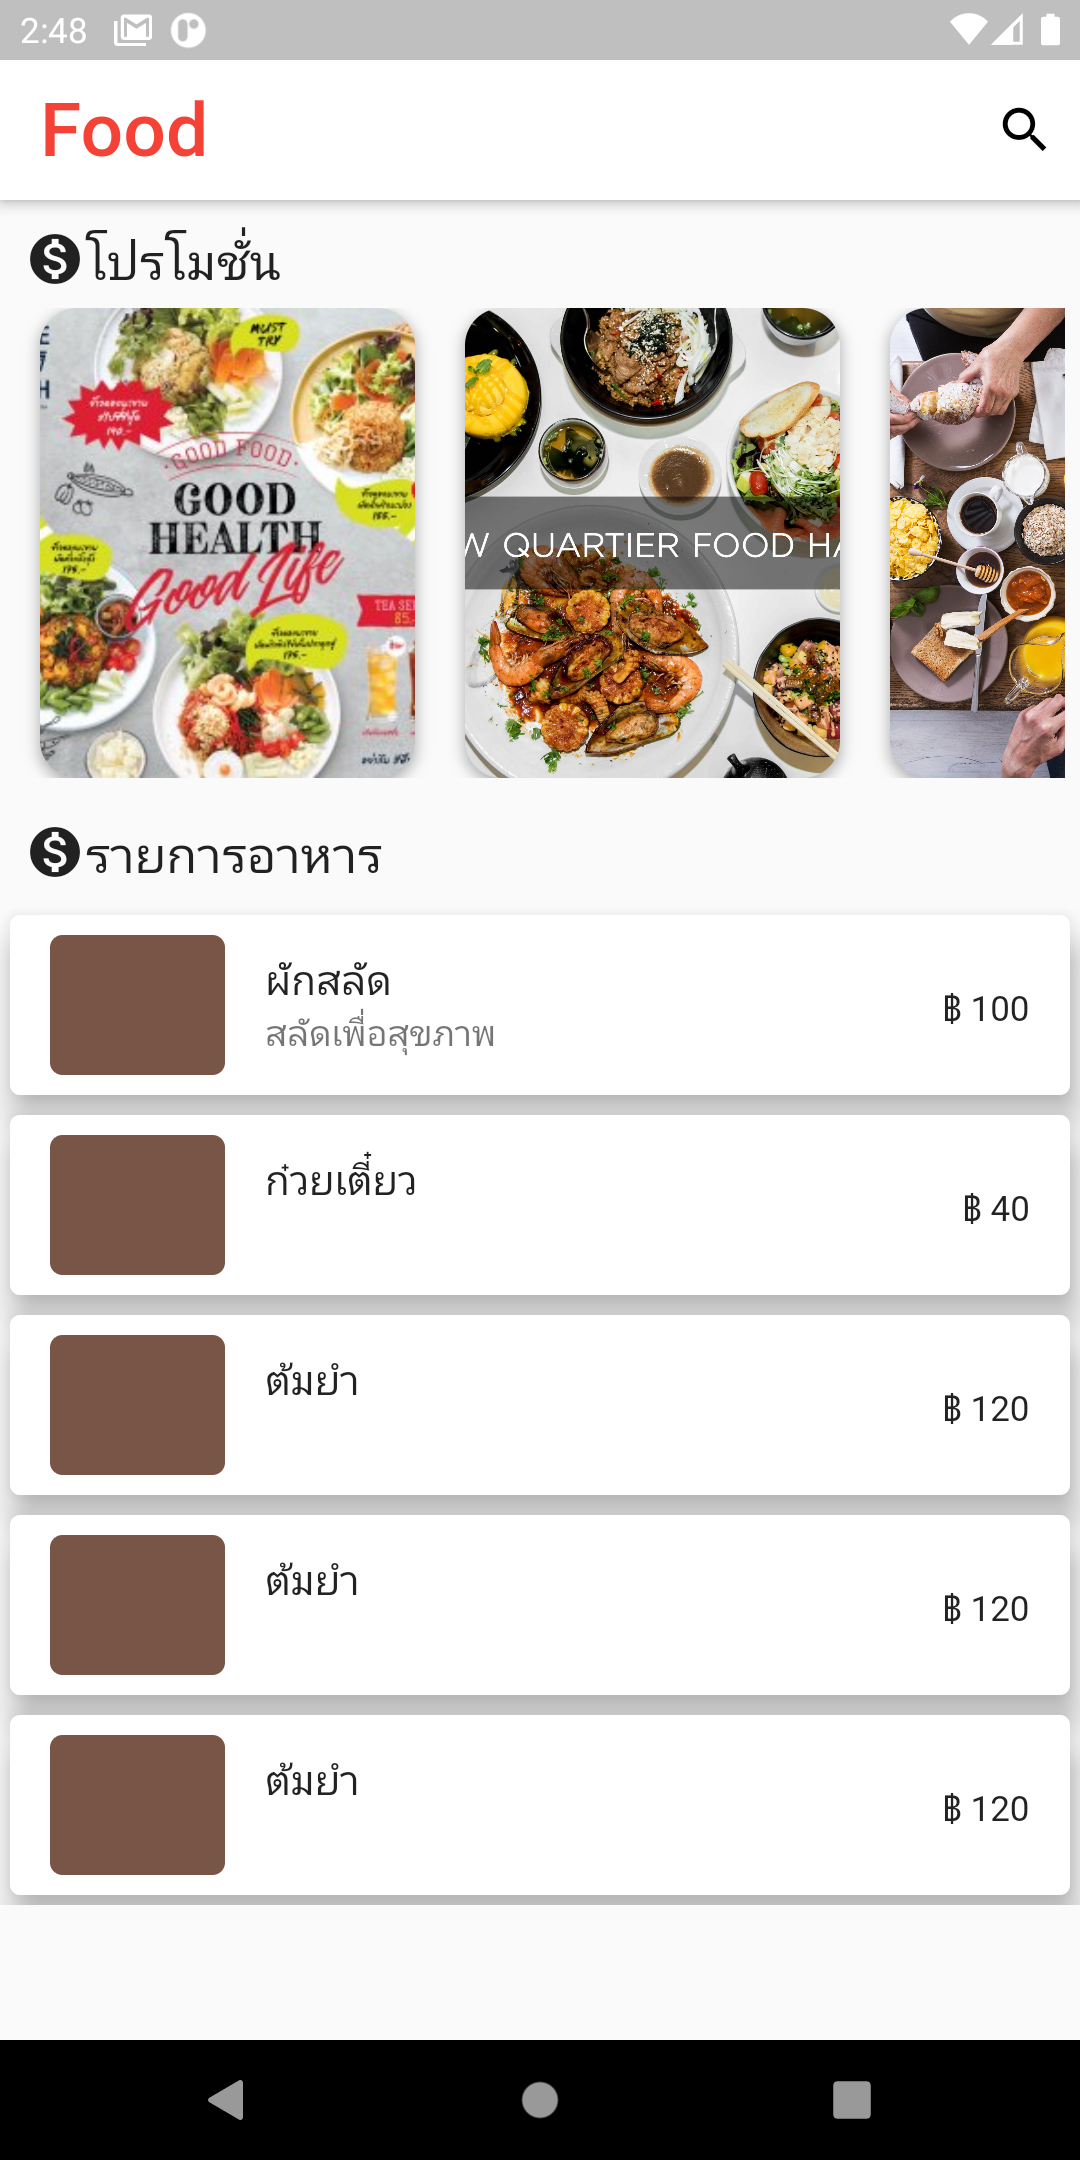 2:48
Food
โปรโมชั่น
MUST
TRY
GOOD FOOD
GOOD
HEALTH
Good Life
TEA SE
85.-
W QUARTIER FOOD HA
รายการอาหาร
ผักสลัด
สลัดเพื่อสุขภาพ
฿ 100
ก๋วยเตี๋ยว
฿ 40
ต้มยำ
฿ 120
ต้มยำ
฿ 120
ต้มยำ
฿ 120